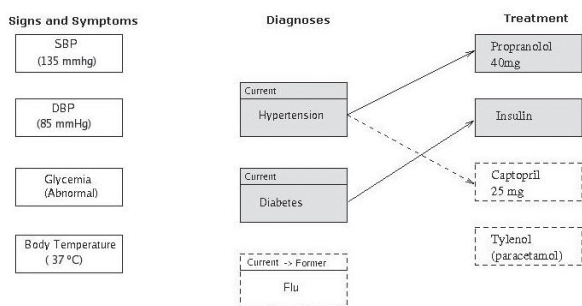 Signs and Symptoms
Diagnoses
Treatment
SBP
(135 mmhg)
DBP
(85 mmHg)
Glycemia
(Abnormal)
Body Temperature
( 37 ºC)
Current
Hypertension
Current
Diabetes
Current -> Former
Flu
Propranolol
40mg
Insulin
Captopril
25 mg
Tylenol
(paracetamol)